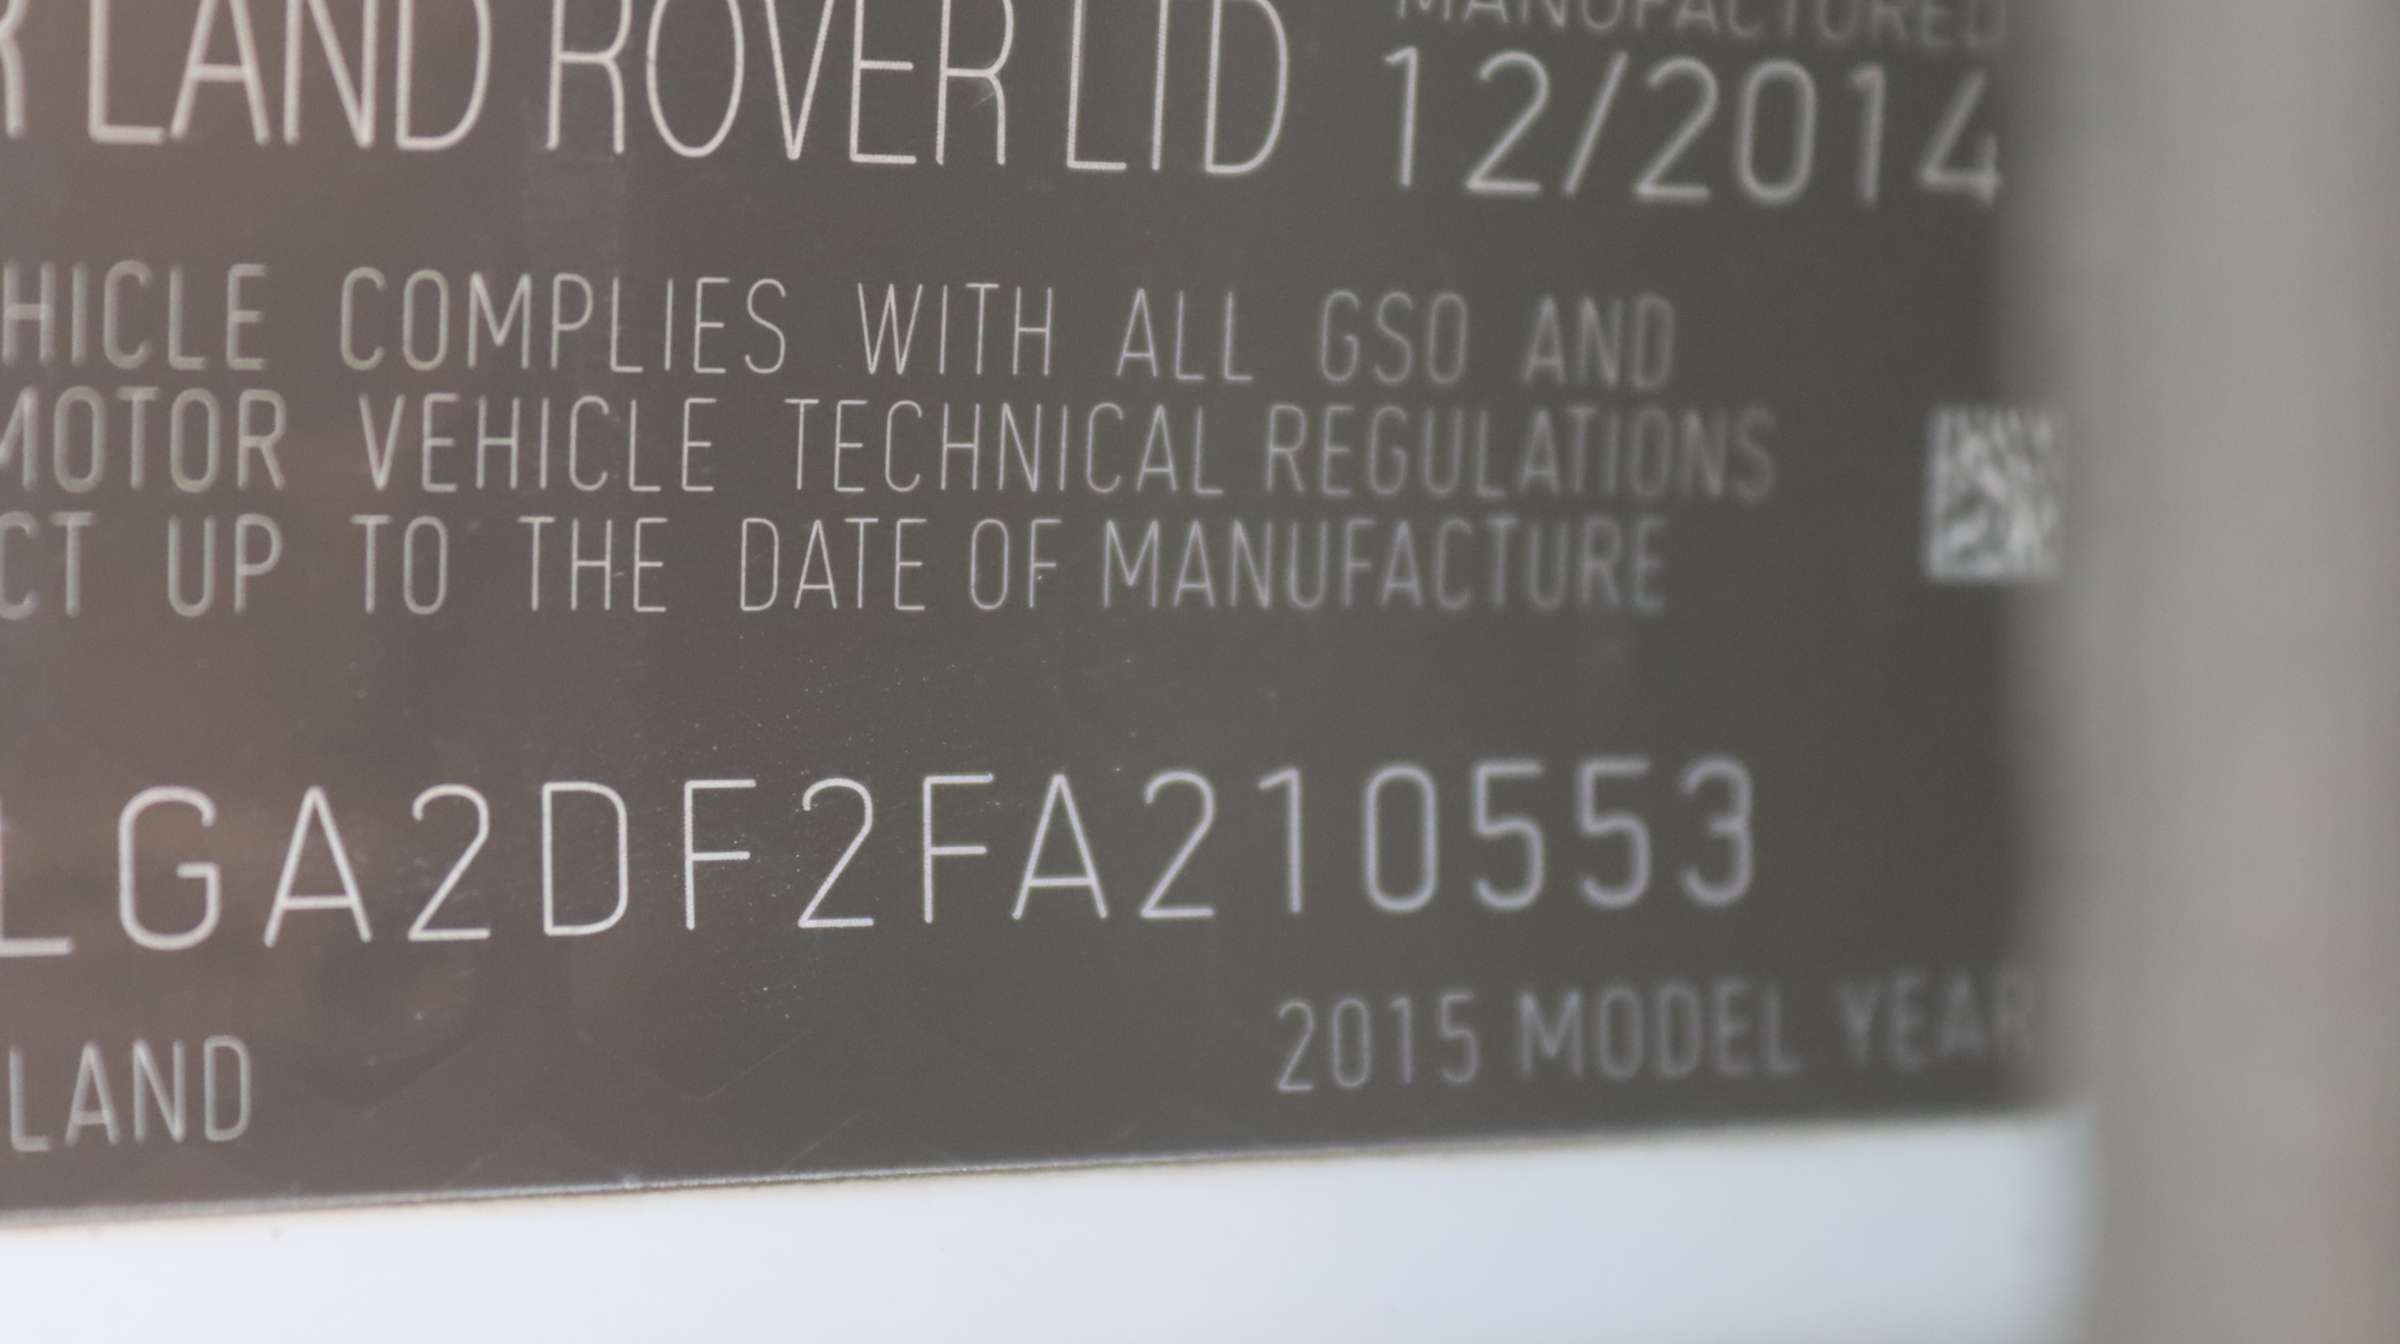 R LAND ROVER LTD
MANUFACTURED
12/2014
HICLE COMPLIES WITH ALL GSO AND
MOTOR VEHICLE TECHNICAL REGULATIONS
CT UP TO THE DATE OF MANUFACTURE
LGA2DF2FA210553
2015 MODEL YEAR
LAND